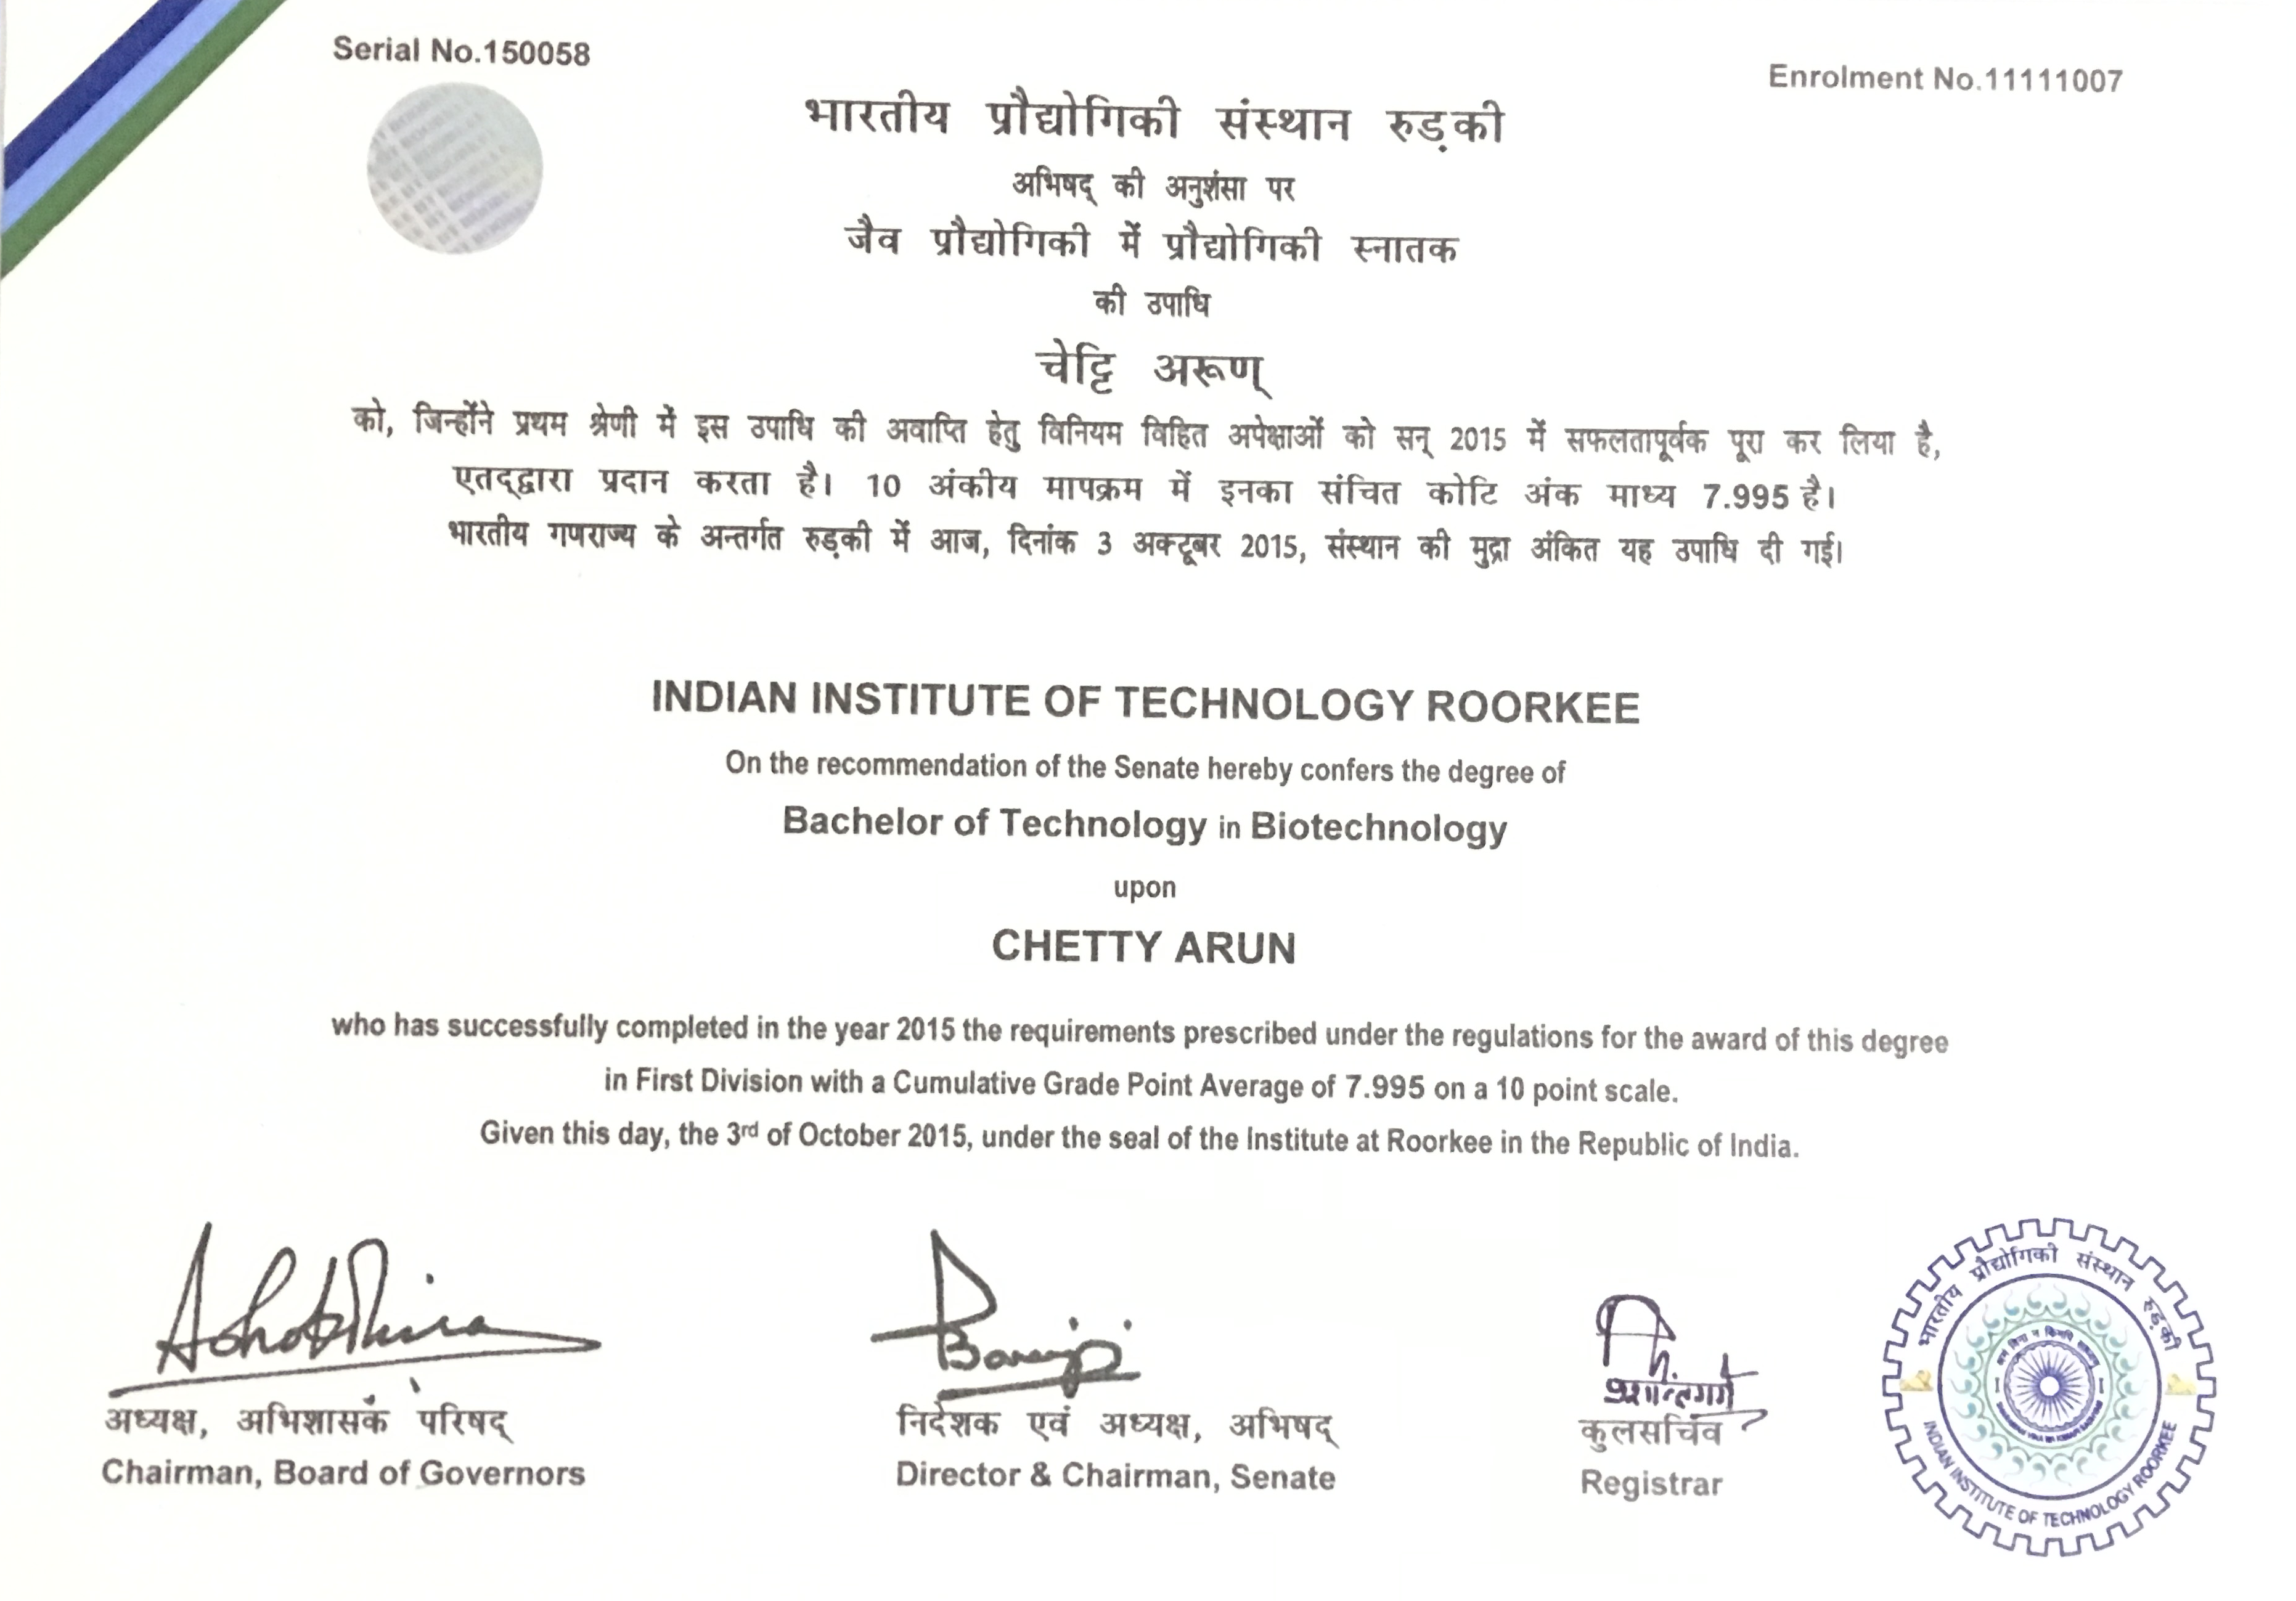 Serial No.150058
Enrolment No.11111007
भारतीय प्रौद्योगिकी संस्थान रुड़की
अभिषद् की अनुशंसा पर
जैव प्रौद्योगिकी में प्रौद्योगिकी स्नातक
की उपाधि
चेट्टि अरूण्
को, जिन्होंने प्रथम श्रेणी में इस उपाधि की अवाप्ति हेतु विनियम विहित अपेक्षाओं को सन् 2015 में सफलतापूर्वक पूरा कर लिया है,
एतद्द्वारा प्रदान करता है। 10 अंकीय मापक्रम में इनका संचित कोटि अंक माध्य 7.995 है।
भारतीय गणराज्य के अन्तर्गत रुड़की में आज, दिनांक 3 अक्टूबर 2015, संस्थान की मुद्रा अंकित यह उपाधि दी गई।
INDIAN INSTITUTE OF TECHNOLOGY ROORKEE
On the recommendation of the Senate hereby confers the degree of
Bachelor of Technology in Biotechnology
upon
CHETTY ARUN
who has successfully completed in the year 2015 the requirements prescribed under the regulations for the award of this degree
in First Division with a Cumulative Grade Point Average of 7.995 on a 10 point scale.
Given this day, the 3rd of October 2015, under the seal of the Institute at Roorkee in the Republic of India.
अध्यक्ष, अभिशासक परिषद्
Chairman, Board of Governors
निदेशक एवं अध्यक्ष, अभिषद्
Director & Chairman, Senate
कुलसचिव
Registrar
भारतीय प्रौद्योगिकी संस्थान रुड़की
INDIAN INSTITUTE OF TECHNOLOGY ROORKEE